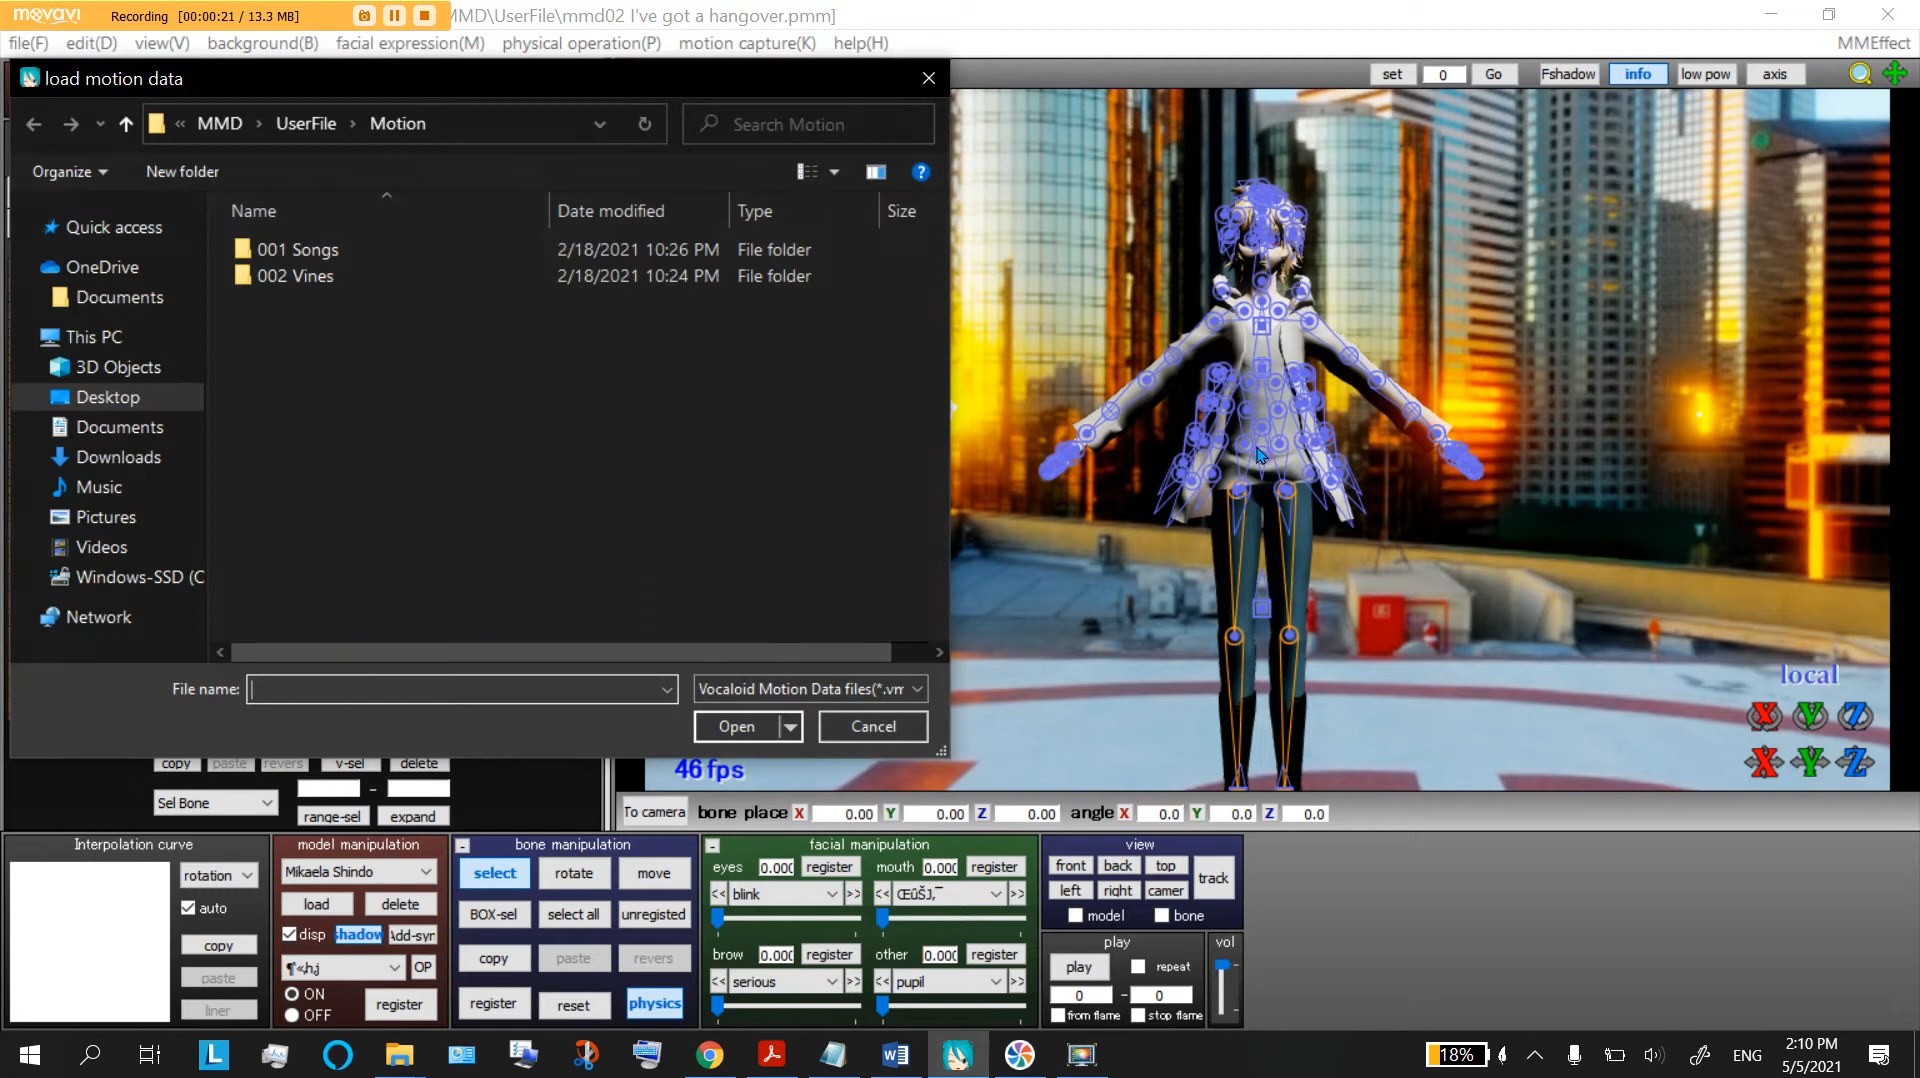 movavi Recording [00:00:21 / 13.3 MB] MMD\UserFile\mmd02 I've got a hangover.pmm]
file(F) edit(D) view(V) background(B) facial expression(M) physical operation(P) motion capture(K) help(H) MMEffect
load motion data
set 0 Go Fshadow info low pow axis
« MMD › UserFile › Motion Search Motion
Organize New folder
Name Date modified Type Size
Quick access
001 Songs 2/18/2021 10:26 PM File folder
002 Vines 2/18/2021 10:24 PM File folder
OneDrive
Documents
This PC
3D Objects
Desktop
Documents
Downloads
Music
Pictures
Videos
Windows-SSD (C
Network
File name: Vocaloid Motion Data files(*.vm
Open Cancel
local
X Y Z
X Y Z
46 fps
copy paste revers v-sel delete
Sel Bone -
range-sel expand
To camera bone place X 0.00 Y 0.00 Z 0.00 angle X 0.0 Y 0.0 Z 0.0
Interpolation curve
rotation
auto
copy
paste
liner
model manipulation
Mikaela Shindo
load delete
disp shadow Add-syn
OP
ON
OFF
register
- bone manipulation
select rotate move
BOX-sel select all unregisted
copy paste revers
register reset physics
- facial manipulation
eyes 0.000 register mouth 0.000 register
<< blink >> << >>
brow 0.000 register other 0.000 register
<< serious >> << pupil >>
view
front back top
left right camer
track
model bone
play
play repeat
0 - 0
from flame stop flame
vol
18% ENG 2:10 PM
5/5/2021